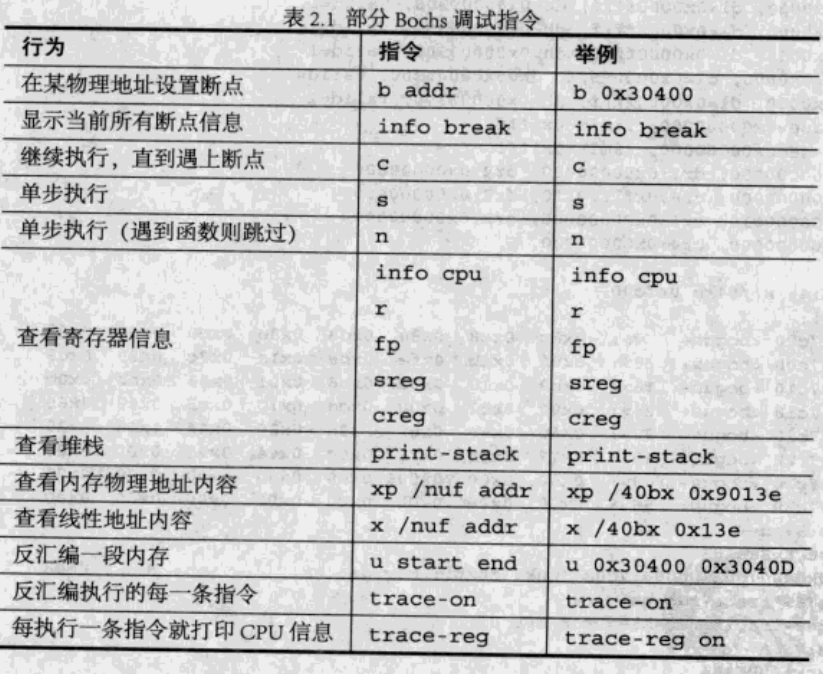 表 2.1 部分 Bochs 调试指令
行为 指令 举例
在某物理地址设置断点 b addr b 0x30400
显示当前所有断点信息 info break info break
继续执行，直到遇上断点 c c
单步执行 s s
单步执行（遇到函数则跳过） n n
查看寄存器信息 info cpu info cpu
r r
fp fp
sreg sreg
creg creg
查看堆栈 print-stack print-stack
查看内存物理地址内容 xp /nuf addr xp /40bx 0x9013e
查看线性地址内容 x /nuf addr x /40bx 0x13e
反汇编一段内存 u start end u 0x30400 0x3040D
反汇编执行的每一条指令 trace-on trace-on
每执行一条指令就打印 CPU 信息 trace-reg trace-reg on